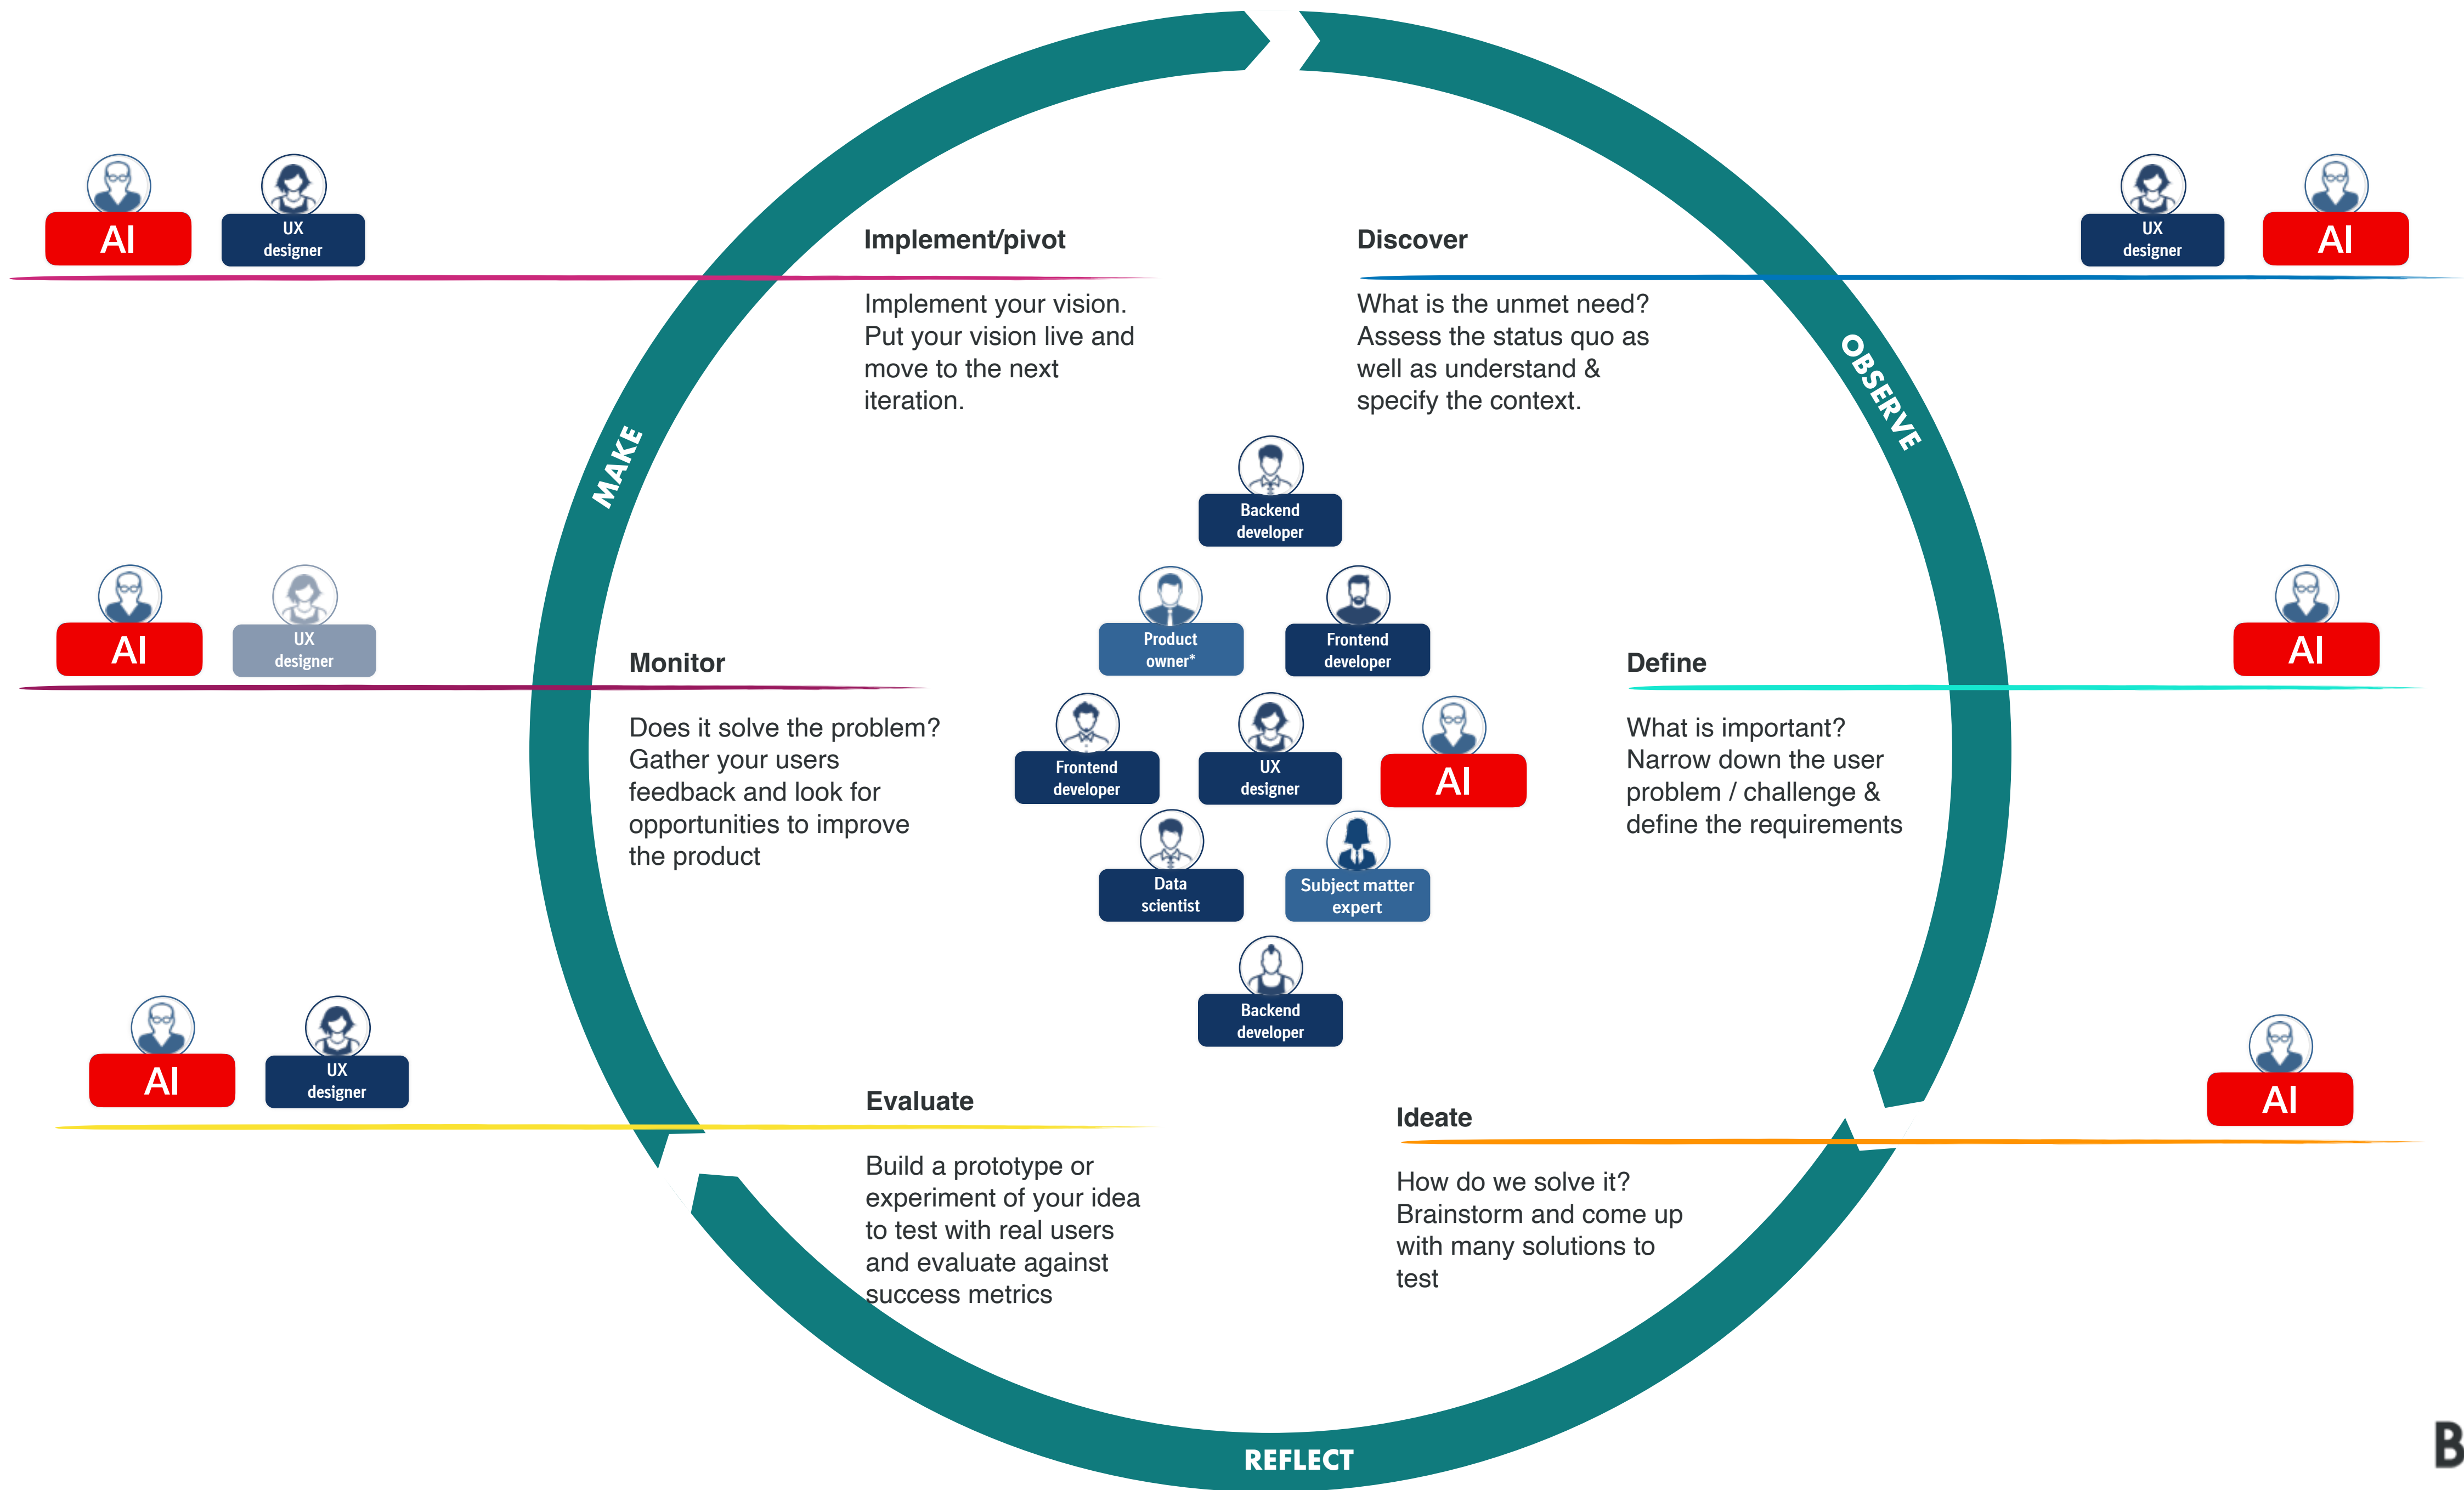 AI
UX
designer
UX
designer
AI
Implement/pivot
Implement your vision.
Put your vision live and
move to the next
iteration.
Discover
What is the unmet need?
Assess the status quo as
well as understand &
specify the context.
OBSERVE
MAKE
Backend
developer
Product
owner*
Frontend
developer
Frontend
developer
UX
designer
AI
Data
scientist
Subject matter
expert
Backend
developer
AI
UX
designer
Monitor
Does it solve the problem?
Gather your users
feedback and look for
opportunities to improve
the product
Define
What is important?
Narrow down the user
problem / challenge &
define the requirements
AI
AI
UX
designer
Evaluate
Build a prototype or
experiment of your idea
to test with real users
and evaluate against
success metrics
Ideate
How do we solve it?
Brainstorm and come up
with many solutions to
test
AI
REFLECT
B